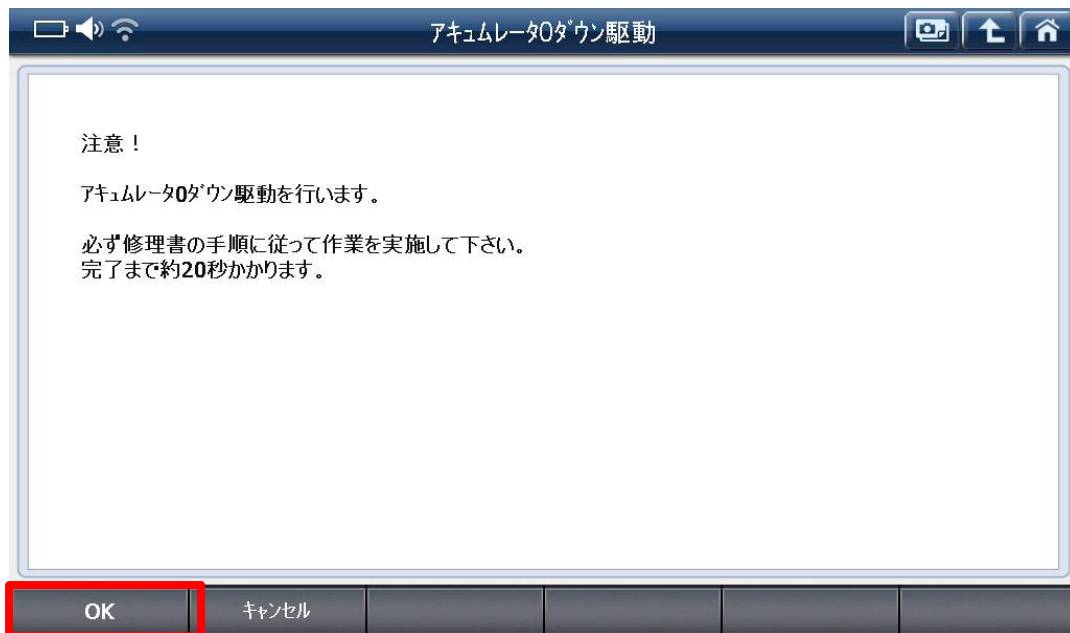 ｱｷｭﾑﾚｰﾀ0ﾀﾞｳﾝ駆動
注意！
ｱｷｭﾑﾚｰﾀ0ﾀﾞｳﾝ駆動を行います。
必ず修理書の手順に従って作業を実施して下さい。
完了まで約20秒かかります。
OK
ｷｬﾝｾﾙ